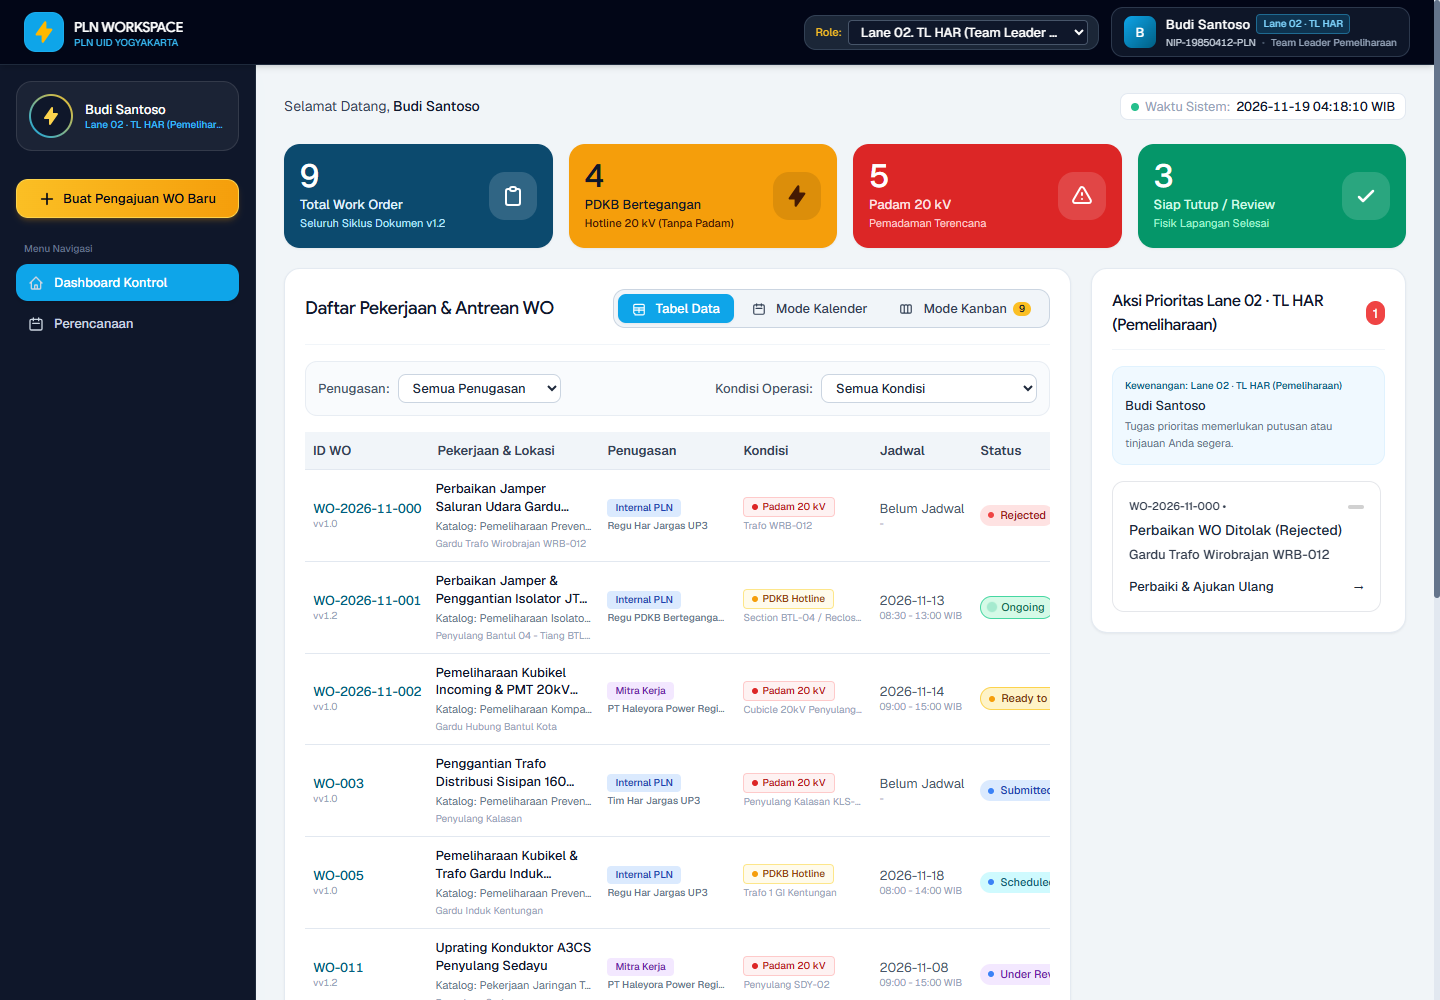 PLN WORKSPACE
PLN UID YOGYAKARTA
Role: Lane 02. TL HAR (Team Leader ...
B
Budi Santoso Lane 02 · TL HAR
NIP-19850412-PLN · Team Leader Pemeliharaan
Budi Santoso
Lane 02 · TL HAR (Pemelihar...
Buat Pengajuan WO Baru
Menu Navigasi
Dashboard Kontrol
Perencanaan
Selamat Datang, Budi Santoso
Waktu Sistem: 2026-11-19 04:18:10 WIB
9
Total Work Order
Seluruh Siklus Dokumen v1.2
4
PDKB Bertegangan
Hotline 20 kV (Tanpa Padam)
5
Padam 20 kV
Pemadaman Terencana
3
Siap Tutup / Review
Fisik Lapangan Selesai
Daftar Pekerjaan & Antrean WO
Tabel Data
Mode Kalender
Mode Kanban 9
Penugasan: Semua Penugasan
Kondisi Operasi: Semua Kondisi
ID WO Pekerjaan & Lokasi Penugasan Kondisi Jadwal Status
WO-2026-11-000
vv1.0
Perbaikan Jamper
Saluran Udara Gardu...
Katalog: Pemeliharaan Preven...
Gardu Trafo Wirobrajan WRB-012
Internal PLN
Regu Har Jargas UP3
Padam 20 kV
Trafo WRB-012
Belum Jadwal
-
Rejected
WO-2026-11-001
vv1.2
Perbaikan Jamper &
Penggantian Isolator JT...
Katalog: Pemeliharaan Isolato...
Penyulang Bantul 04 - Tiang BTL...
Internal PLN
Regu PDKB Berteganga...
PDKB Hotline
Section BTL-04 / Reclos...
2026-11-13
08:30 - 13:00 WIB
Ongoing
WO-2026-11-002
vv1.0
Pemeliharaan Kubikel
Incoming & PMT 20kV...
Katalog: Pemeliharaan Kompa...
Gardu Hubung Bantul Kota
Mitra Kerja
PT Haleyora Power Regi...
Padam 20 kV
Cubicle 20kV Penyulang...
2026-11-14
09:00 - 15:00 WIB
Ready to
WO-003
vv1.0
Penggantian Trafo
Distribusi Sisipan 160...
Katalog: Pemeliharaan Preven...
Penyulang Kalasan
Internal PLN
Tim Har Jargas UP3
Padam 20 kV
Penyulang Kalasan KLS-...
Belum Jadwal
-
Submitted
WO-005
vv1.0
Pemeliharaan Kubikel &
Trafo Gardu Induk...
Katalog: Pemeliharaan Preven...
Gardu Induk Kentungan
Internal PLN
Regu Har Jargas UP3
PDKB Hotline
Trafo 1 GI Kentungan
2026-11-18
08:00 - 14:00 WIB
Scheduled
WO-011
vv1.2
Uprating Konduktor A3CS
Penyulang Sedayu
Katalog: Pekerjaan Jaringan T...
Mitra Kerja
PT Haleyora Power Regi...
Padam 20 kV
Penyulang SDY-02
2026-11-08
09:00 - 15:00 WIB
Under Rev
Aksi Prioritas Lane 02 · TL HAR
(Pemeliharaan)
1
Kewenangan: Lane 02 · TL HAR (Pemeliharaan)
Budi Santoso
Tugas prioritas memerlukan putusan atau
tinjauan Anda segera.
WO-2026-11-000 •
Perbaikan WO Ditolak (Rejected)
Gardu Trafo Wirobrajan WRB-012
Perbaiki & Ajukan Ulang →